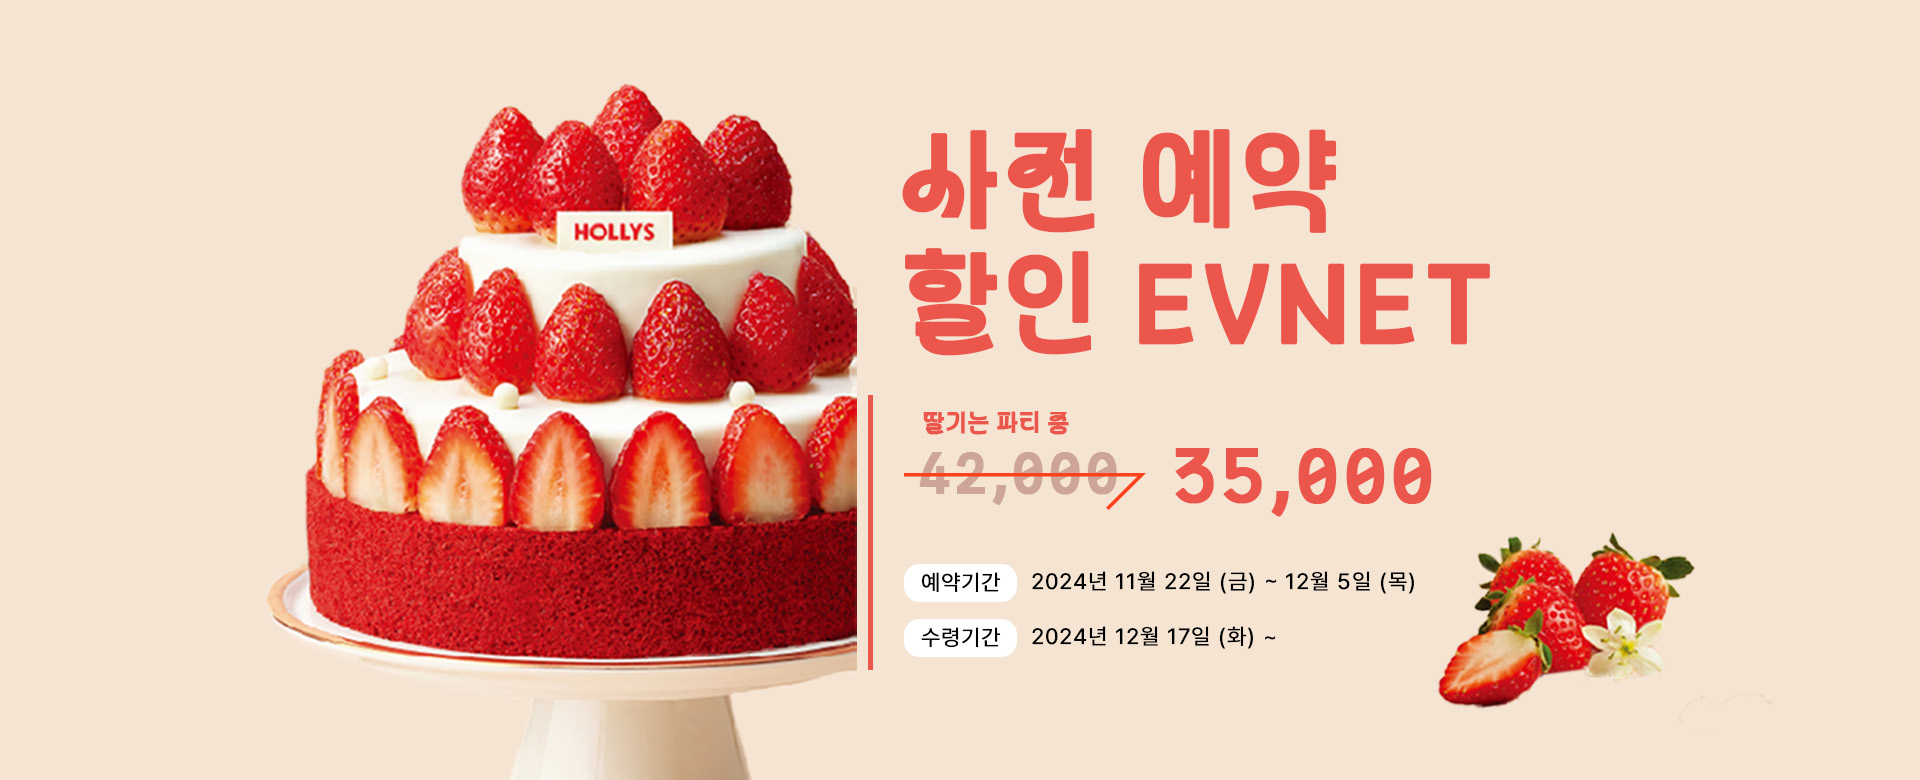 HOLLYS
사전 예약
할인 EVNET
딸기는 파티 중
42,000 35,000
예약기간 2024년 11월 22일 (금) ~ 12월 5일 (목)
수령기간 2024년 12월 17일 (화) ~